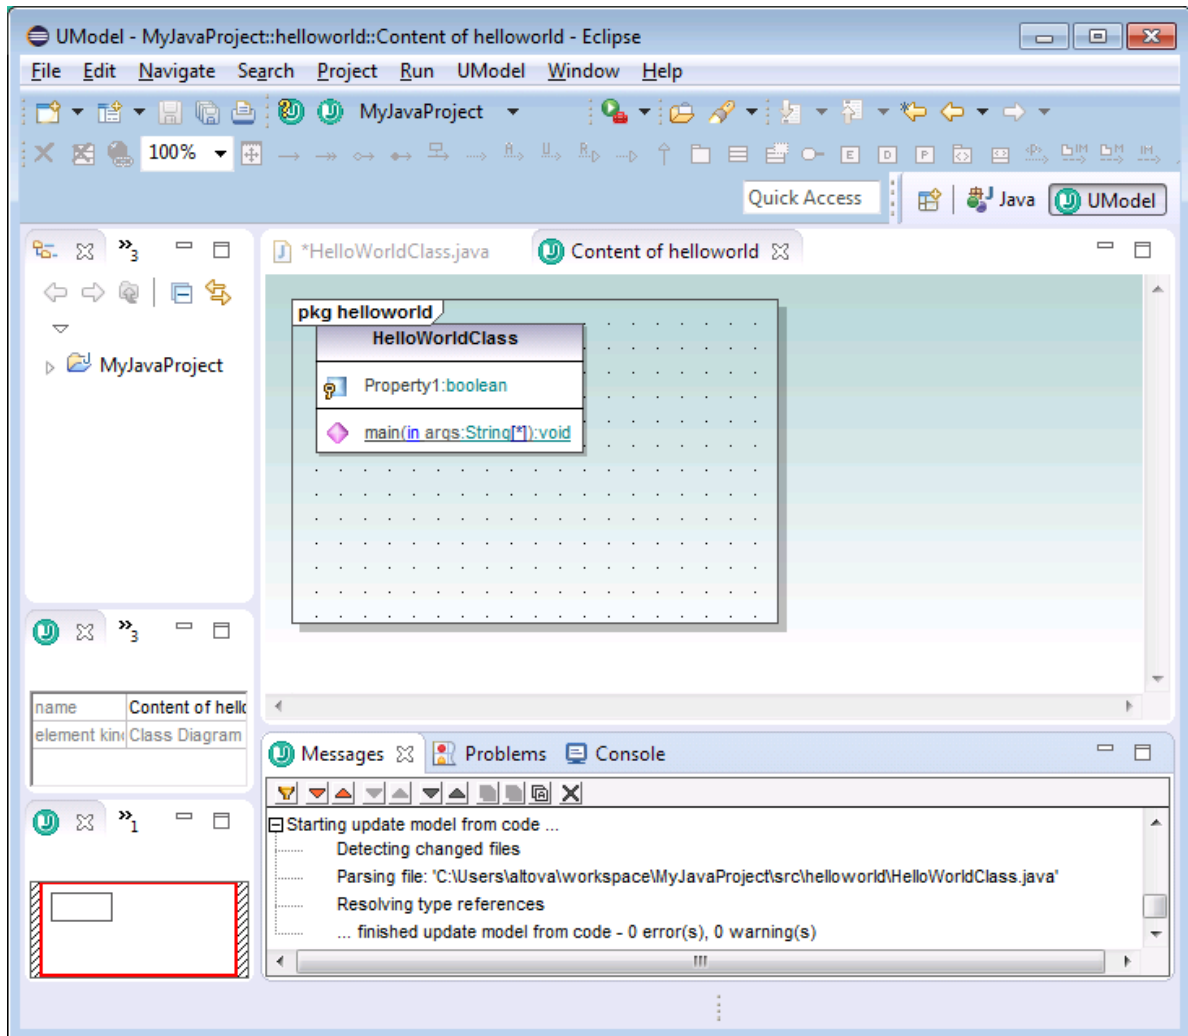 UModel - MyJavaProject::helloworld::Content of helloworld - Eclipse
File Edit Navigate Search Project Run UModel Window Help
MyJavaProject
100%
Quick Access
Java
UModel
»3
*HelloWorldClass.java
Content of helloworld
pkg helloworld
HelloWorldClass
Property1:boolean
main(in args:String[*]):void
MyJavaProject
»3
name Content of hell
element kin Class Diagram
Messages
Problems
Console
»1
Starting update model from code ...
Detecting changed files
Parsing file: 'C:\Users\altova\workspace\MyJavaProject\src\helloworld\HelloWorldClass.java'
Resolving type references
... finished update model from code - 0 error(s), 0 warning(s)